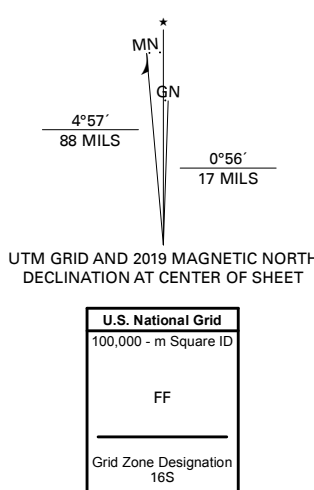 MN
GN
4°57´
88 MILS
0°56´
17 MILS
UTM GRID AND 2019 MAGNETIC NORTH
DECLINATION AT CENTER OF SHEET
U.S. National Grid
100,000 - m Square ID
FF
Grid Zone Designation
16S